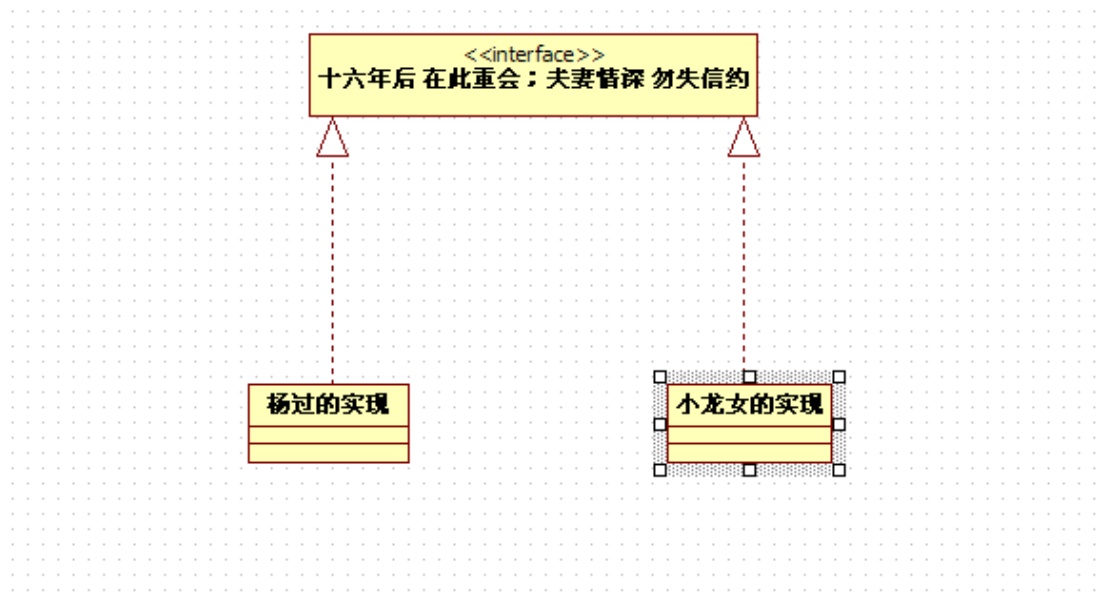 <<interface>>
十六年后 在此重会；夫妻情深 勿失信约
杨过的实现
小龙女的实现